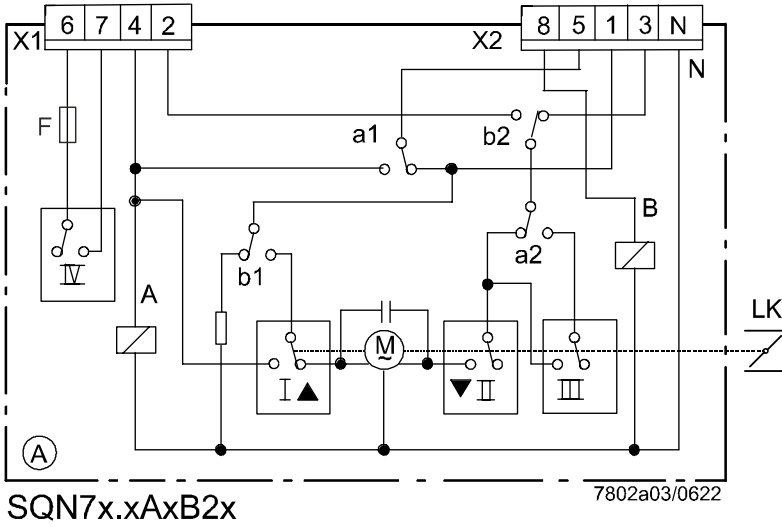 X1 6 7 4 2
X2 8 5 1 3 N
N
F
a1
b2
B
a2
b1
IV
A
LK
M
~
I
II
III
A
7802a03/0622
SQN7x.xAxB2x